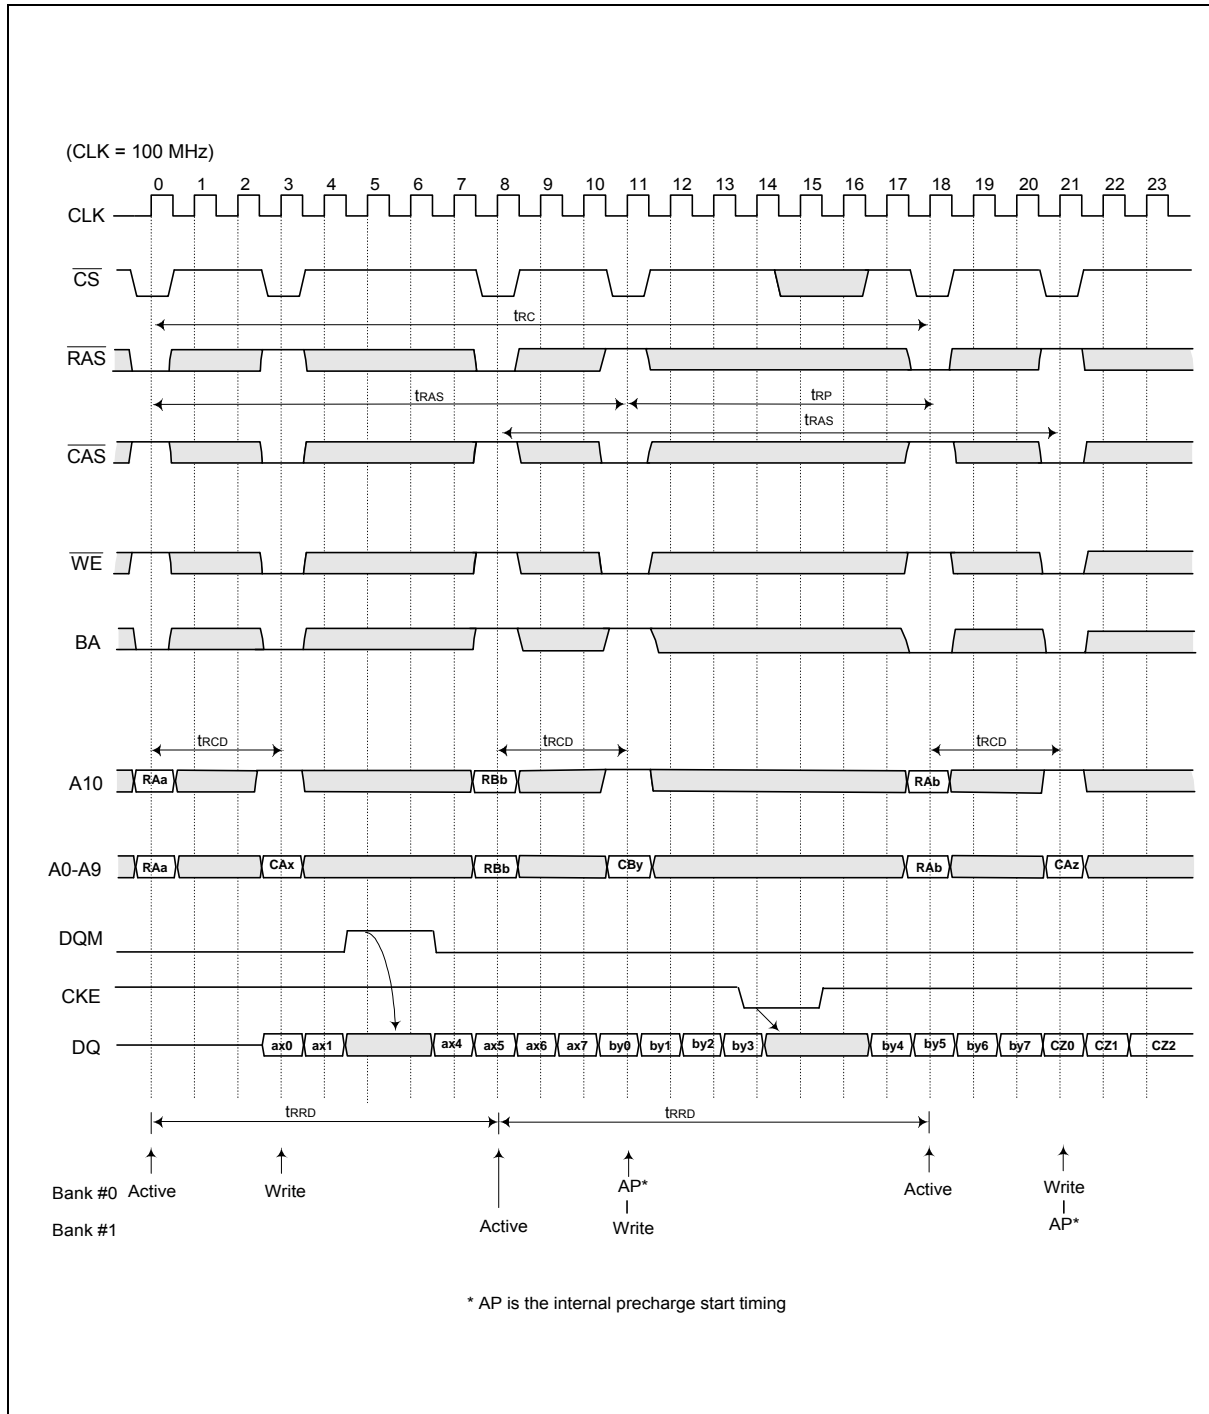 (CLK = 100 MHz)
0 1 2 3 4 5 6 7 8 9 10 11 12 13 14 15 16 17 18 19 20 21 22 23
CLK
CS
tRC
RAS
tRAS tRP
tRAS
CAS
WE
BA
tRCD tRCD tRCD
A10 RAa RBb RAb
A0-A9 RAa CAx RBb CBy RAb CAz
DQM
CKE
DQ ax0 ax1 ax4 ax5 ax6 ax7 by0 by1 by2 by3 by4 by5 by6 by7 CZ0 CZ1 CZ2
tRRD tRRD
Bank #0 Active Write AP* Active Write
Bank #1 Active Write AP*
* AP is the internal precharge start timing